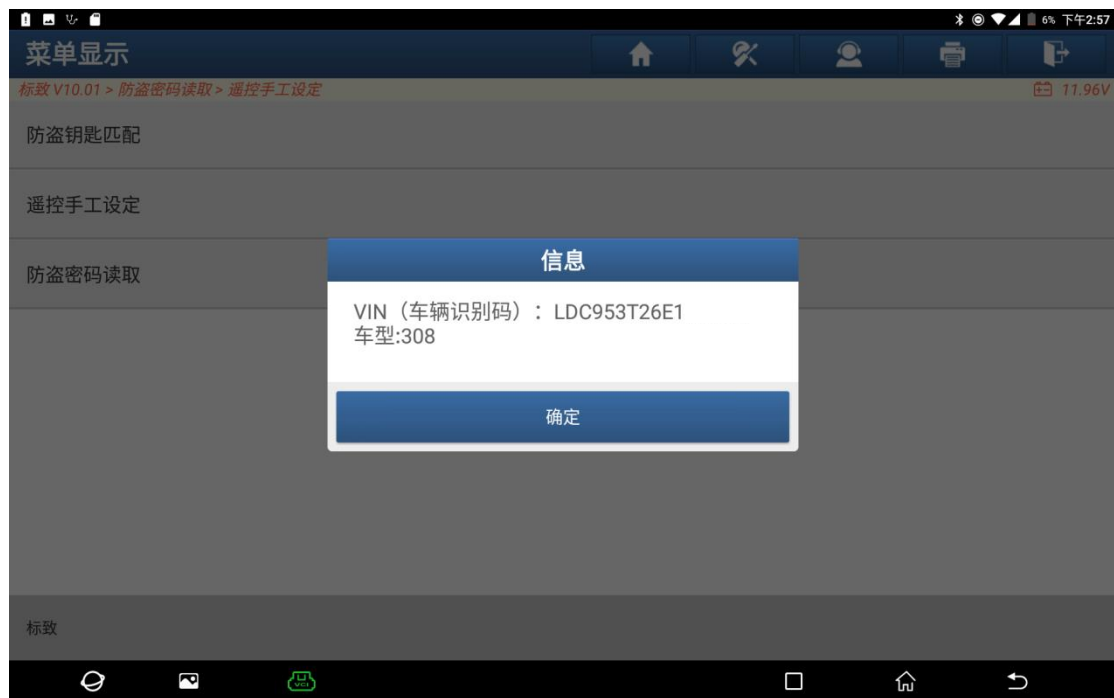 6% 下午2:57
菜单显示
标致 V10.01 > 防盗密码读取 > 遥控手工设定
11.96V
防盗钥匙匹配
遥控手工设定
防盗密码读取
信息
VIN（车辆识别码）：LDC953T26E1
车型:308
确定
标致
VCI